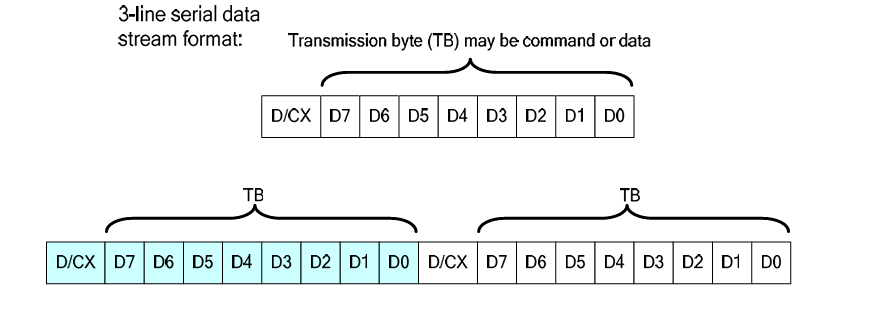 3-line serial data
stream format:
Transmission byte (TB) may be command or data
D/CX D7 D6 D5 D4 D3 D2 D1 D0
TB TB
D/CX D7 D6 D5 D4 D3 D2 D1 D0 D/CX D7 D6 D5 D4 D3 D2 D1 D0